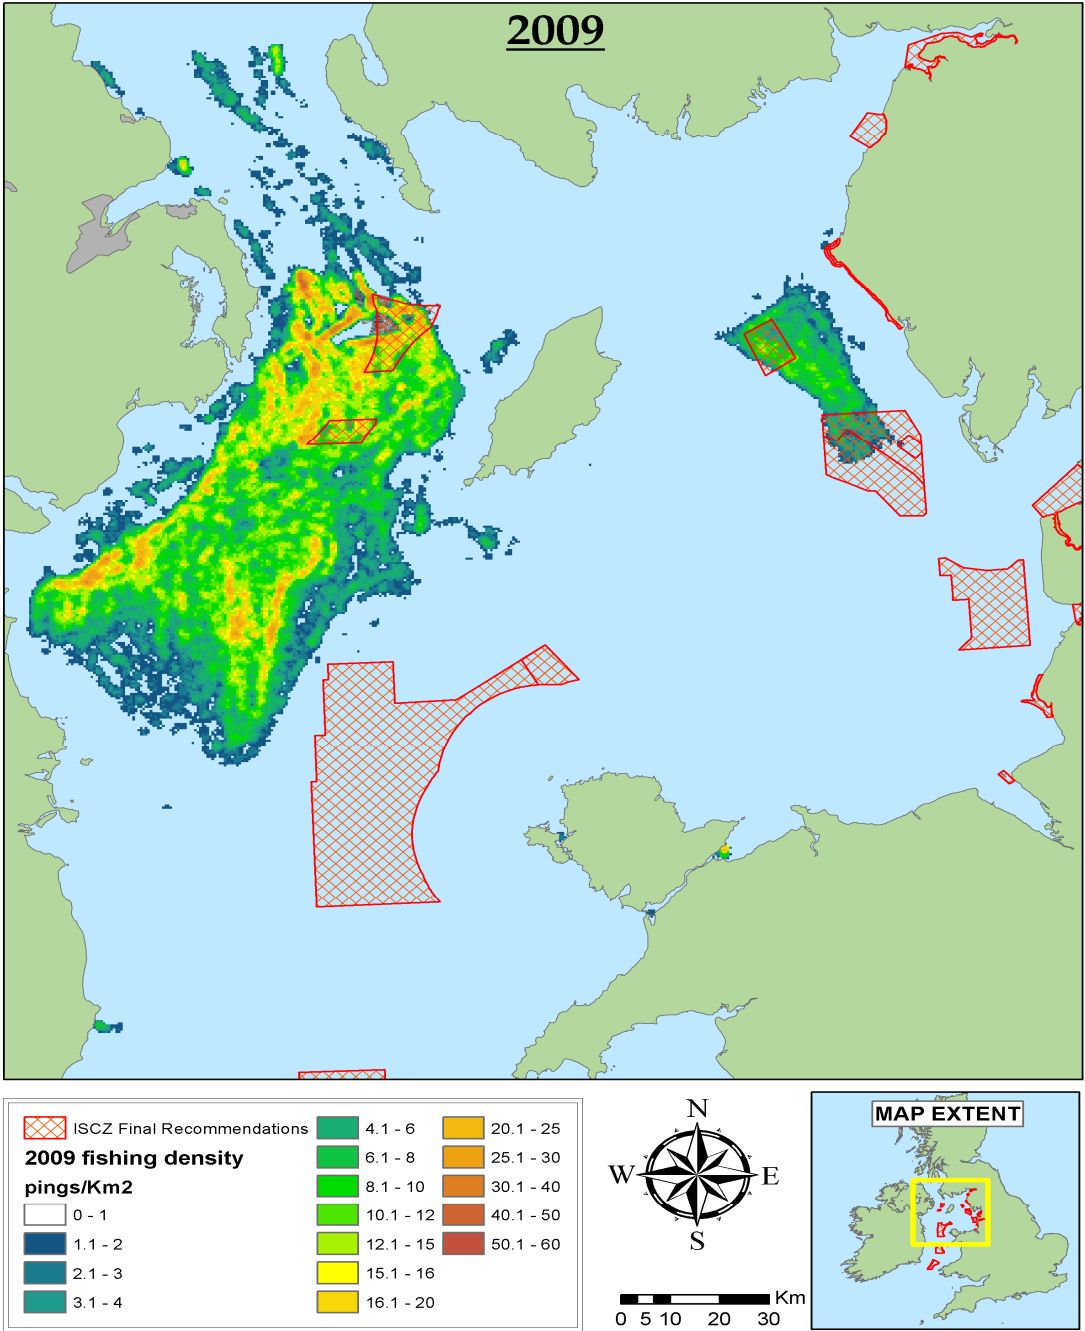 2009
ISCZ Final Recommendations
2009 fishing density
pings/Km2
0 - 1
1.1 - 2
2.1 - 3
3.1 - 4
4.1 - 6
6.1 - 8
8.1 - 10
10.1 - 12
12.1 - 15
15.1 - 16
16.1 - 20
20.1 - 25
25.1 - 30
30.1 - 40
40.1 - 50
50.1 - 60
N
W
E
S
Km
0 5 10 20 30
MAP EXTENT